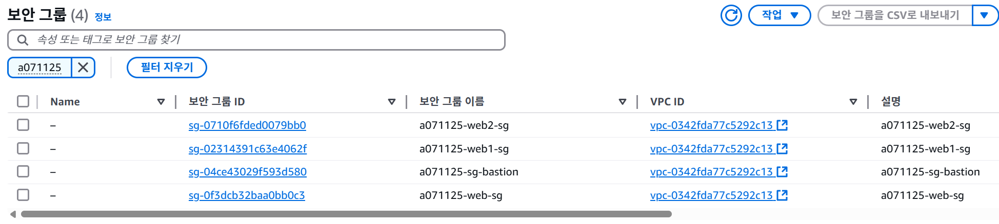 보안 그룹 (4) 정보
작업
보안 그룹을 CSV로 내보내기
속성 또는 태그로 보안 그룹 찾기
a071125
필터 지우기
Name 보안 그룹 ID 보안 그룹 이름 VPC ID 설명
– sg-0710f6fded0079bb0 a071125-web2-sg vpc-0342fda77c5292c13 a071125-web2-sg
– sg-02314391c63e4062f a071125-web1-sg vpc-0342fda77c5292c13 a071125-web1-sg
– sg-04ce43029f593d580 a071125-sg-bastion vpc-0342fda77c5292c13 a071125-sg-bastion
– sg-0f3dcb32baa0bb0c3 a071125-web-sg vpc-0342fda77c5292c13 a071125-web-sg